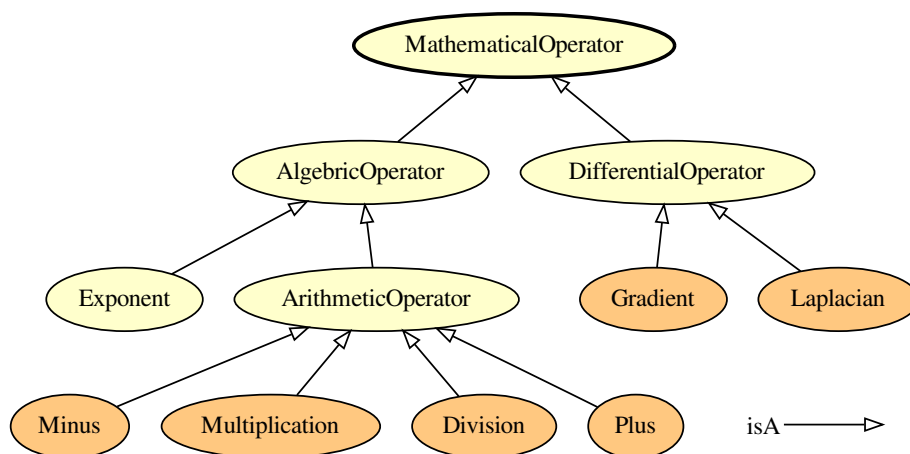 MathematicalOperator
AlgebricOperator
DifferentialOperator
Exponent
ArithmeticOperator
Gradient
Laplacian
Minus
Multiplication
Division
Plus
isA